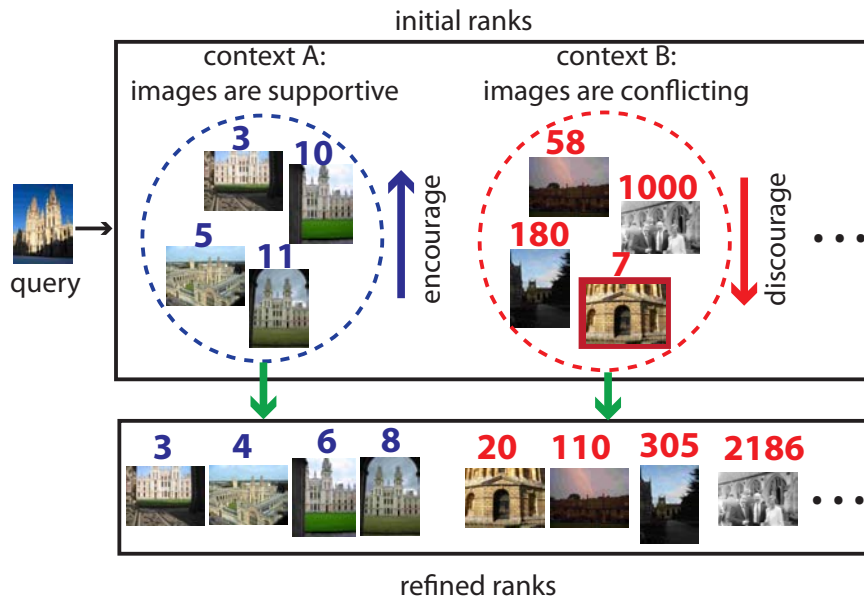 initial ranks
context A:
images are supportive
context B:
images are conflicting
3
10
5
11
encourage
58
1000
180
7
discourage
query
3
4
6
8
20
110
305
2186
refined ranks